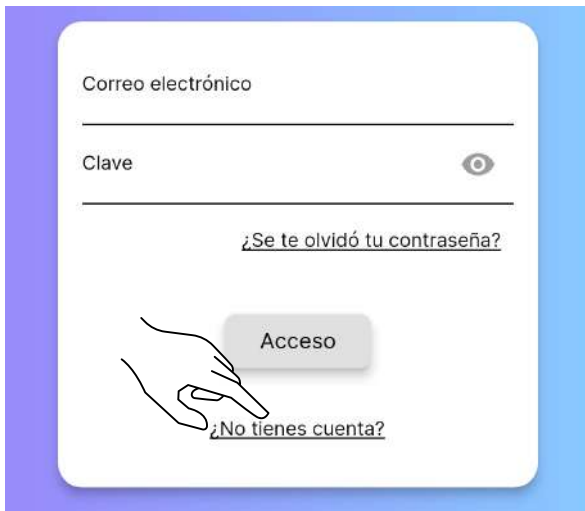 Correo electrónico
Clave
¿Se te olvidó tu contraseña?
Acceso
¿No tienes cuenta?